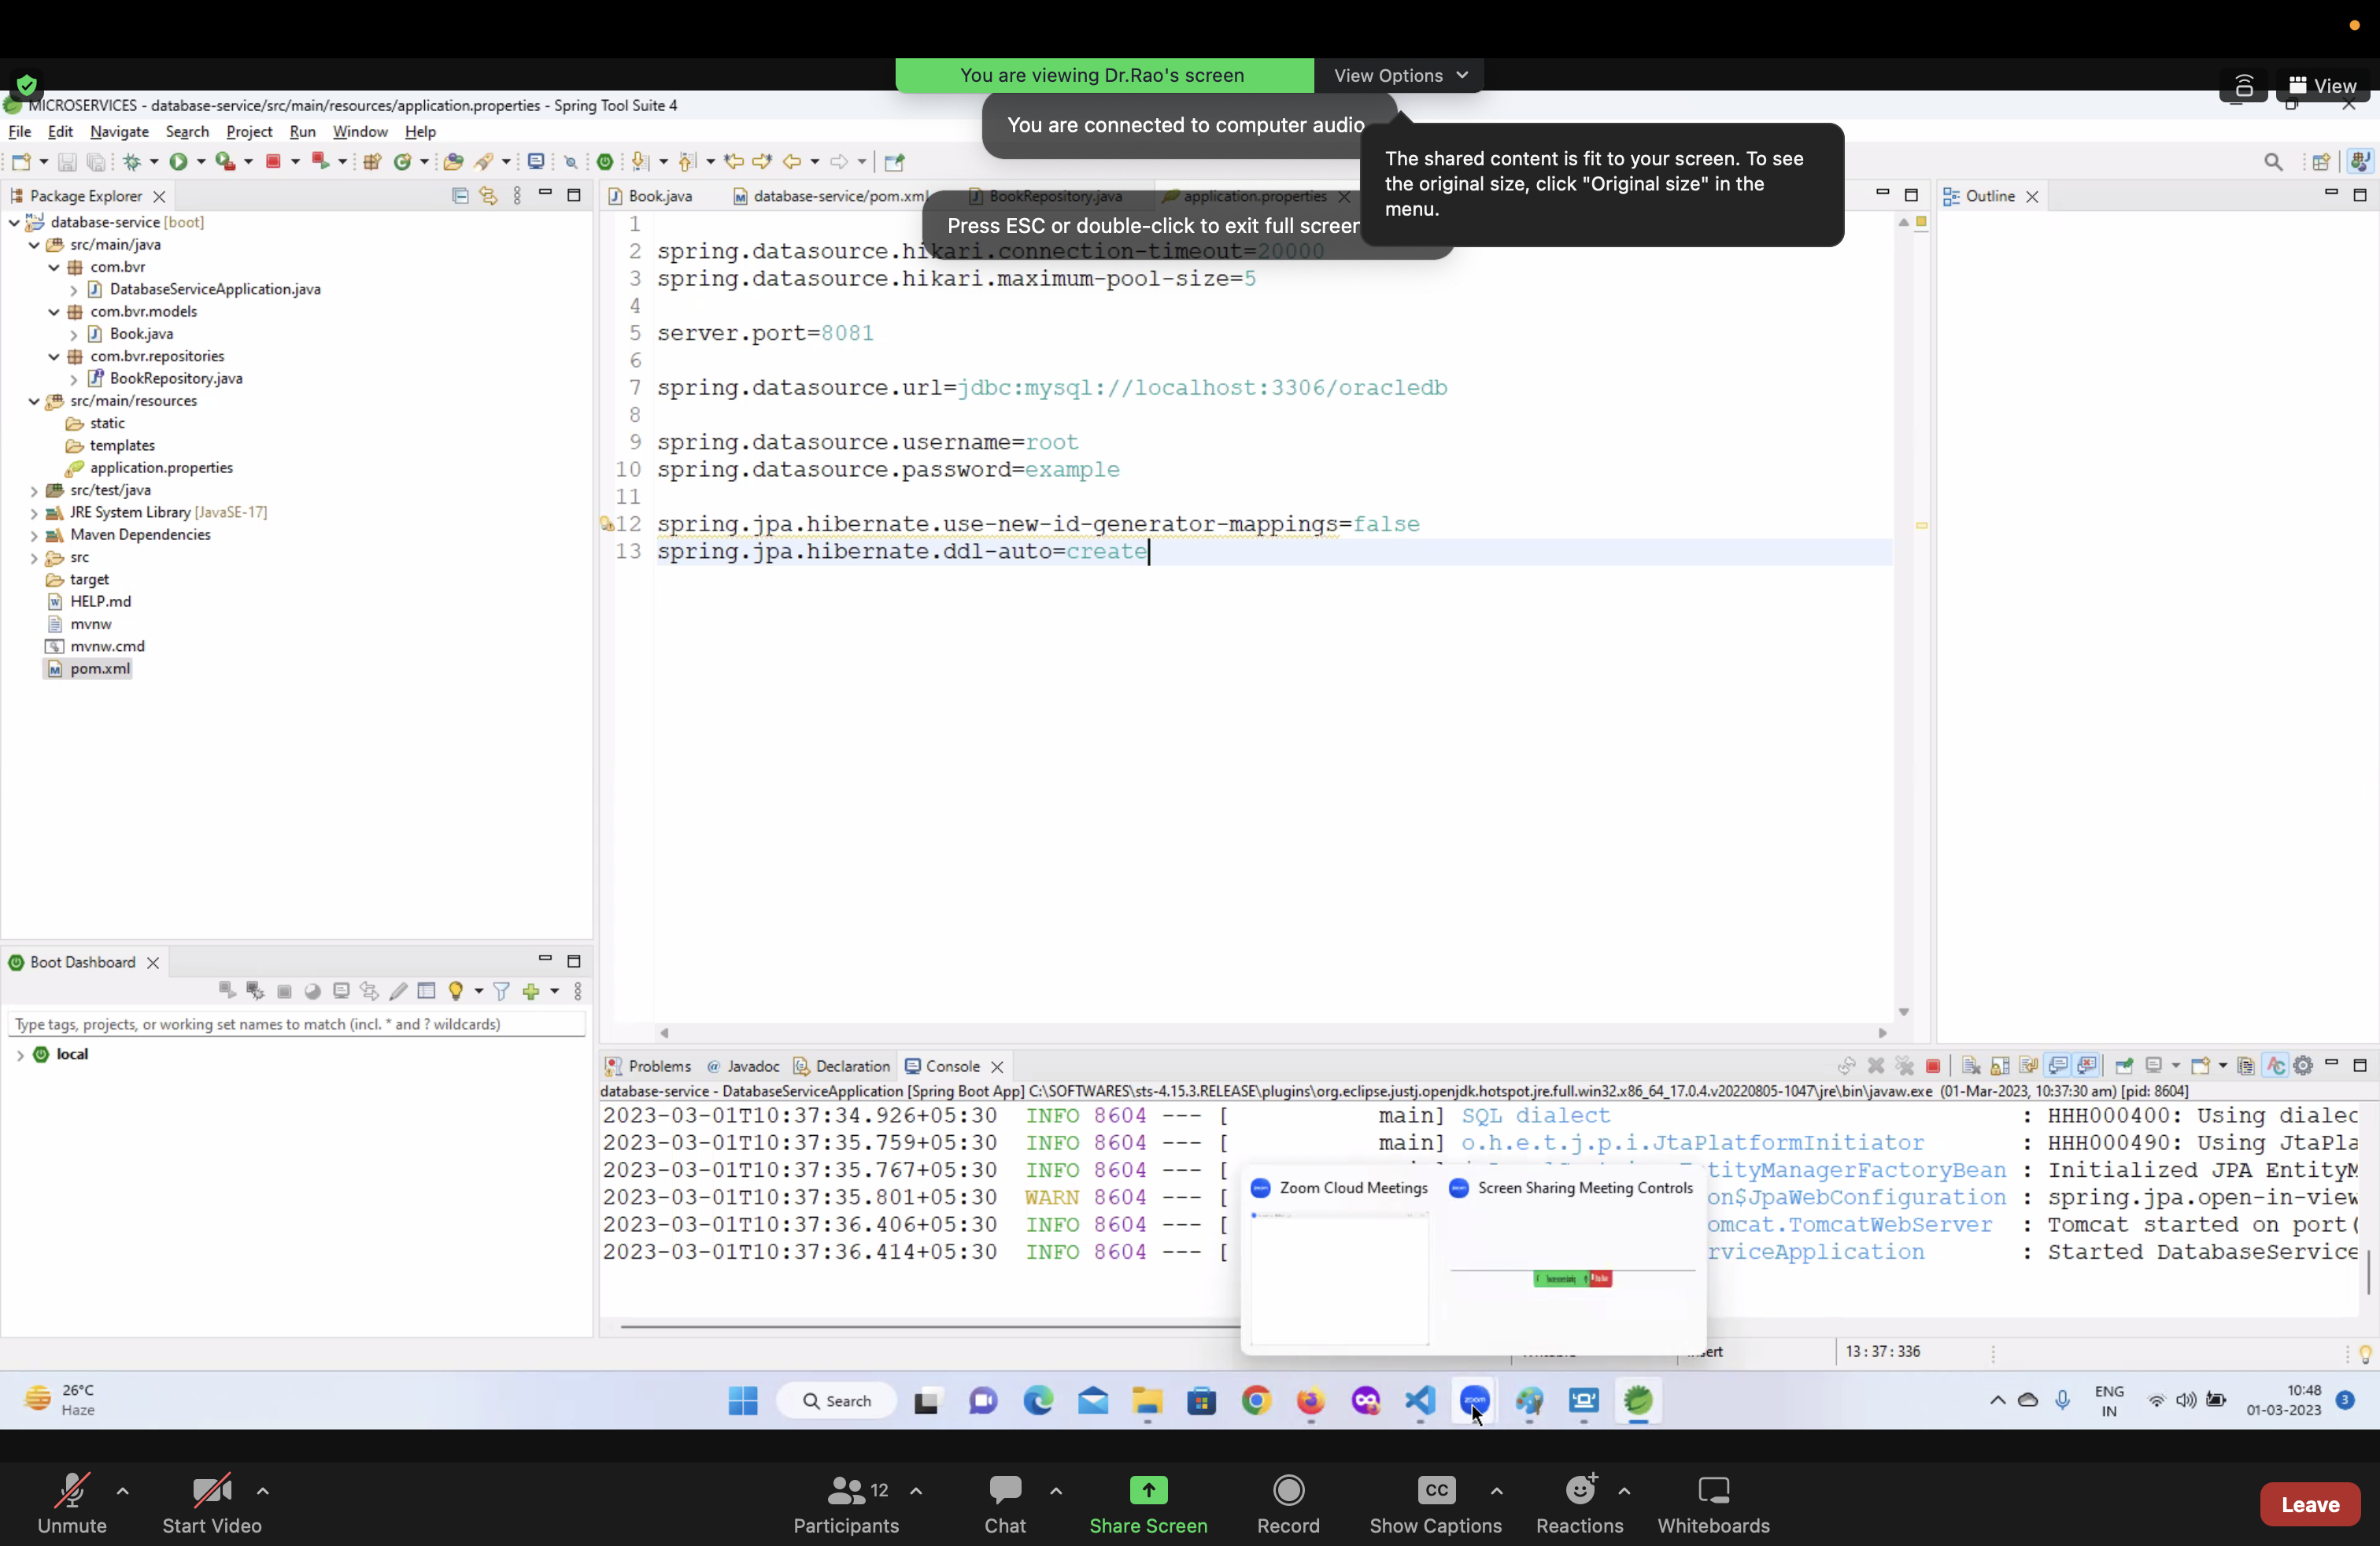 You are viewing Dr.Rao's screen
View Options
View
MICROSERVICES - database-service/src/main/resources/application.properties - Spring Tool Suite 4
You are connected to computer audio
File Edit Navigate Search Project Run Window Help
The shared content is fit to your screen. To see
the original size, click "Original size" in the
menu.
Package Explorer
Book.java
database-service/pom.xml
BookRepository.java
application.properties
Outline
Press ESC or double-click to exit full screen
database-service [boot]
src/main/java
com.bvr
DatabaseServiceApplication.java
com.bvr.models
Book.java
com.bvr.repositories
BookRepository.java
src/main/resources
static
templates
application.properties
src/test/java
JRE System Library [JavaSE-17]
Maven Dependencies
src
target
HELP.md
mvnw
mvnw.cmd
pom.xml
1
2 spring.datasource.hikari.connection-timeout=20000
3 spring.datasource.hikari.maximum-pool-size=5
4
5 server.port=8081
6
7 spring.datasource.url=jdbc:mysql://localhost:3306/oracledb
8
9 spring.datasource.username=root
10 spring.datasource.password=example
11
12 spring.jpa.hibernate.use-new-id-generator-mappings=false
13 spring.jpa.hibernate.ddl-auto=create
Boot Dashboard
Type tags, projects, or working set names to match (incl. * and ? wildcards)
local
Problems @ Javadoc Declaration Console
database-service - DatabaseServiceApplication [Spring Boot App] C:\SOFTWARES\sts-4.15.3.RELEASE\plugins\org.eclipse.justj.openjdk.hotspot.jre.full.win32.x86_64_17.0.4.v20220805-1047\jre\bin\javaw.exe (01-Mar-2023, 10:37:30 am) [pid: 8604]
2023-03-01T10:37:34.926+05:30 INFO 8604 --- [ main] SQL dialect : HHH000400: Using dialec
2023-03-01T10:37:35.759+05:30 INFO 8604 --- [ main] o.h.e.t.j.p.i.JtaPlatformInitiator : HHH000490: Using JtaPla
2023-03-01T10:37:35.767+05:30 INFO 8604 --- [ tityManagerFactoryBean : Initialized JPA EntityM
2023-03-01T10:37:35.801+05:30 WARN 8604 --- [ on$JpaWebConfiguration : spring.jpa.open-in-view
2023-03-01T10:37:36.406+05:30 INFO 8604 --- [ omcat.TomcatWebServer : Tomcat started on port(
2023-03-01T10:37:36.414+05:30 INFO 8604 --- [ rviceApplication : Started DatabaseService
Zoom Cloud Meetings
Screen Sharing Meeting Controls
13 : 37 : 336
26°C
Haze
Search
zoom
ENG
IN
10:48
01-03-2023
3
Unmute
Start Video
12
Participants
Chat
Share Screen
Record
CC
Show Captions
Reactions
Whiteboards
Leave